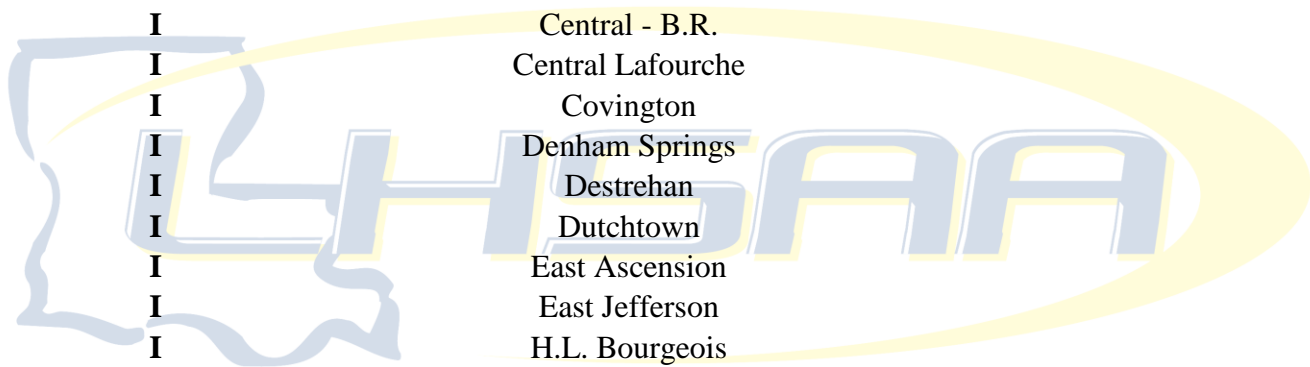 I Central - B.R.
I Central Lafourche
I Covington
I Denham Springs
I Destrehan
I Dutchtown
I East Ascension
I East Jefferson
I H.L. Bourgeois
LHSAA